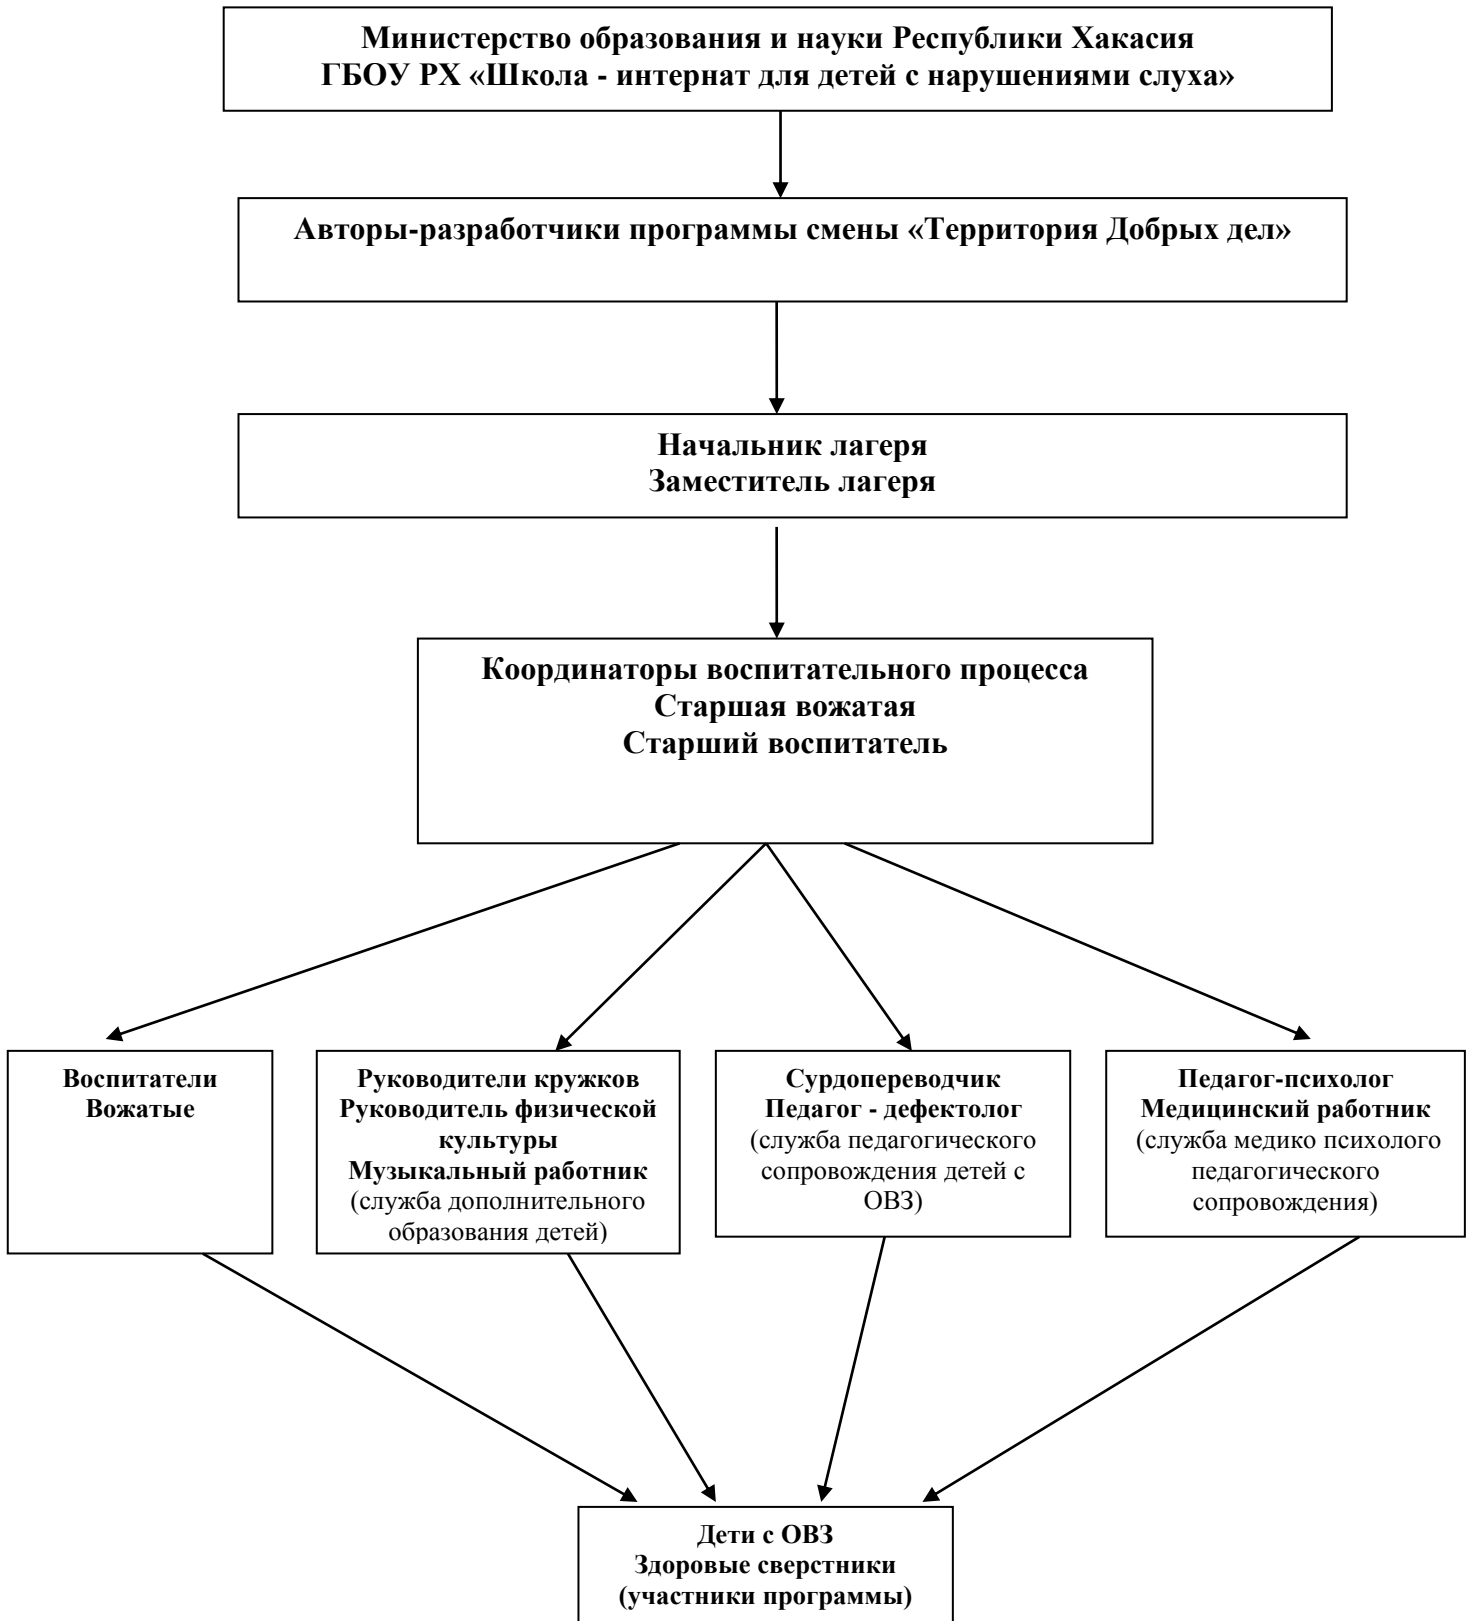 Министерство образования и науки Республики Хакасия
ГБОУ РХ «Школа - интернат для детей с нарушениями слуха»
Авторы-разработчики программы смены «Территория Добрых дел»
Начальник лагеря
Заместитель лагеря
Координаторы воспитательного процесса
Старшая вожатая
Старший воспитатель
Воспитатели
Вожатые
Руководители кружков
Руководитель физической
культуры
Музыкальный работник
(служба дополнительного
образования детей)
Сурдопереводчик
Педагог - дефектолог
(служба педагогического
сопровождения детей с
ОВЗ)
Педагог-психолог
Медицинский работник
(служба медико психолого
педагогического
сопровождения)
Дети с ОВЗ
Здоровые сверстники
(участники программы)